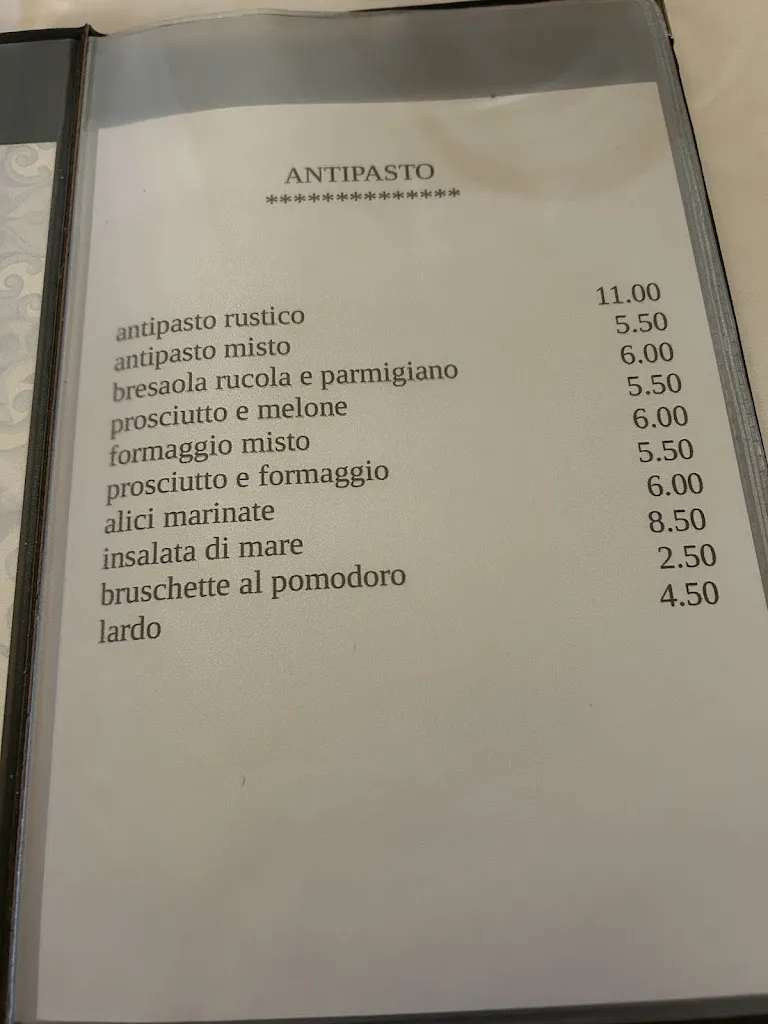 ANTIPASTO
**************
antipasto rustico 11.00
antipasto misto 5.50
bresaola rucola e parmigiano 6.00
prosciutto e melone 5.50
formaggio misto 6.00
prosciutto e formaggio 5.50
alici marinate 6.00
insalata di mare 8.50
bruschette al pomodoro 2.50
lardo 4.50